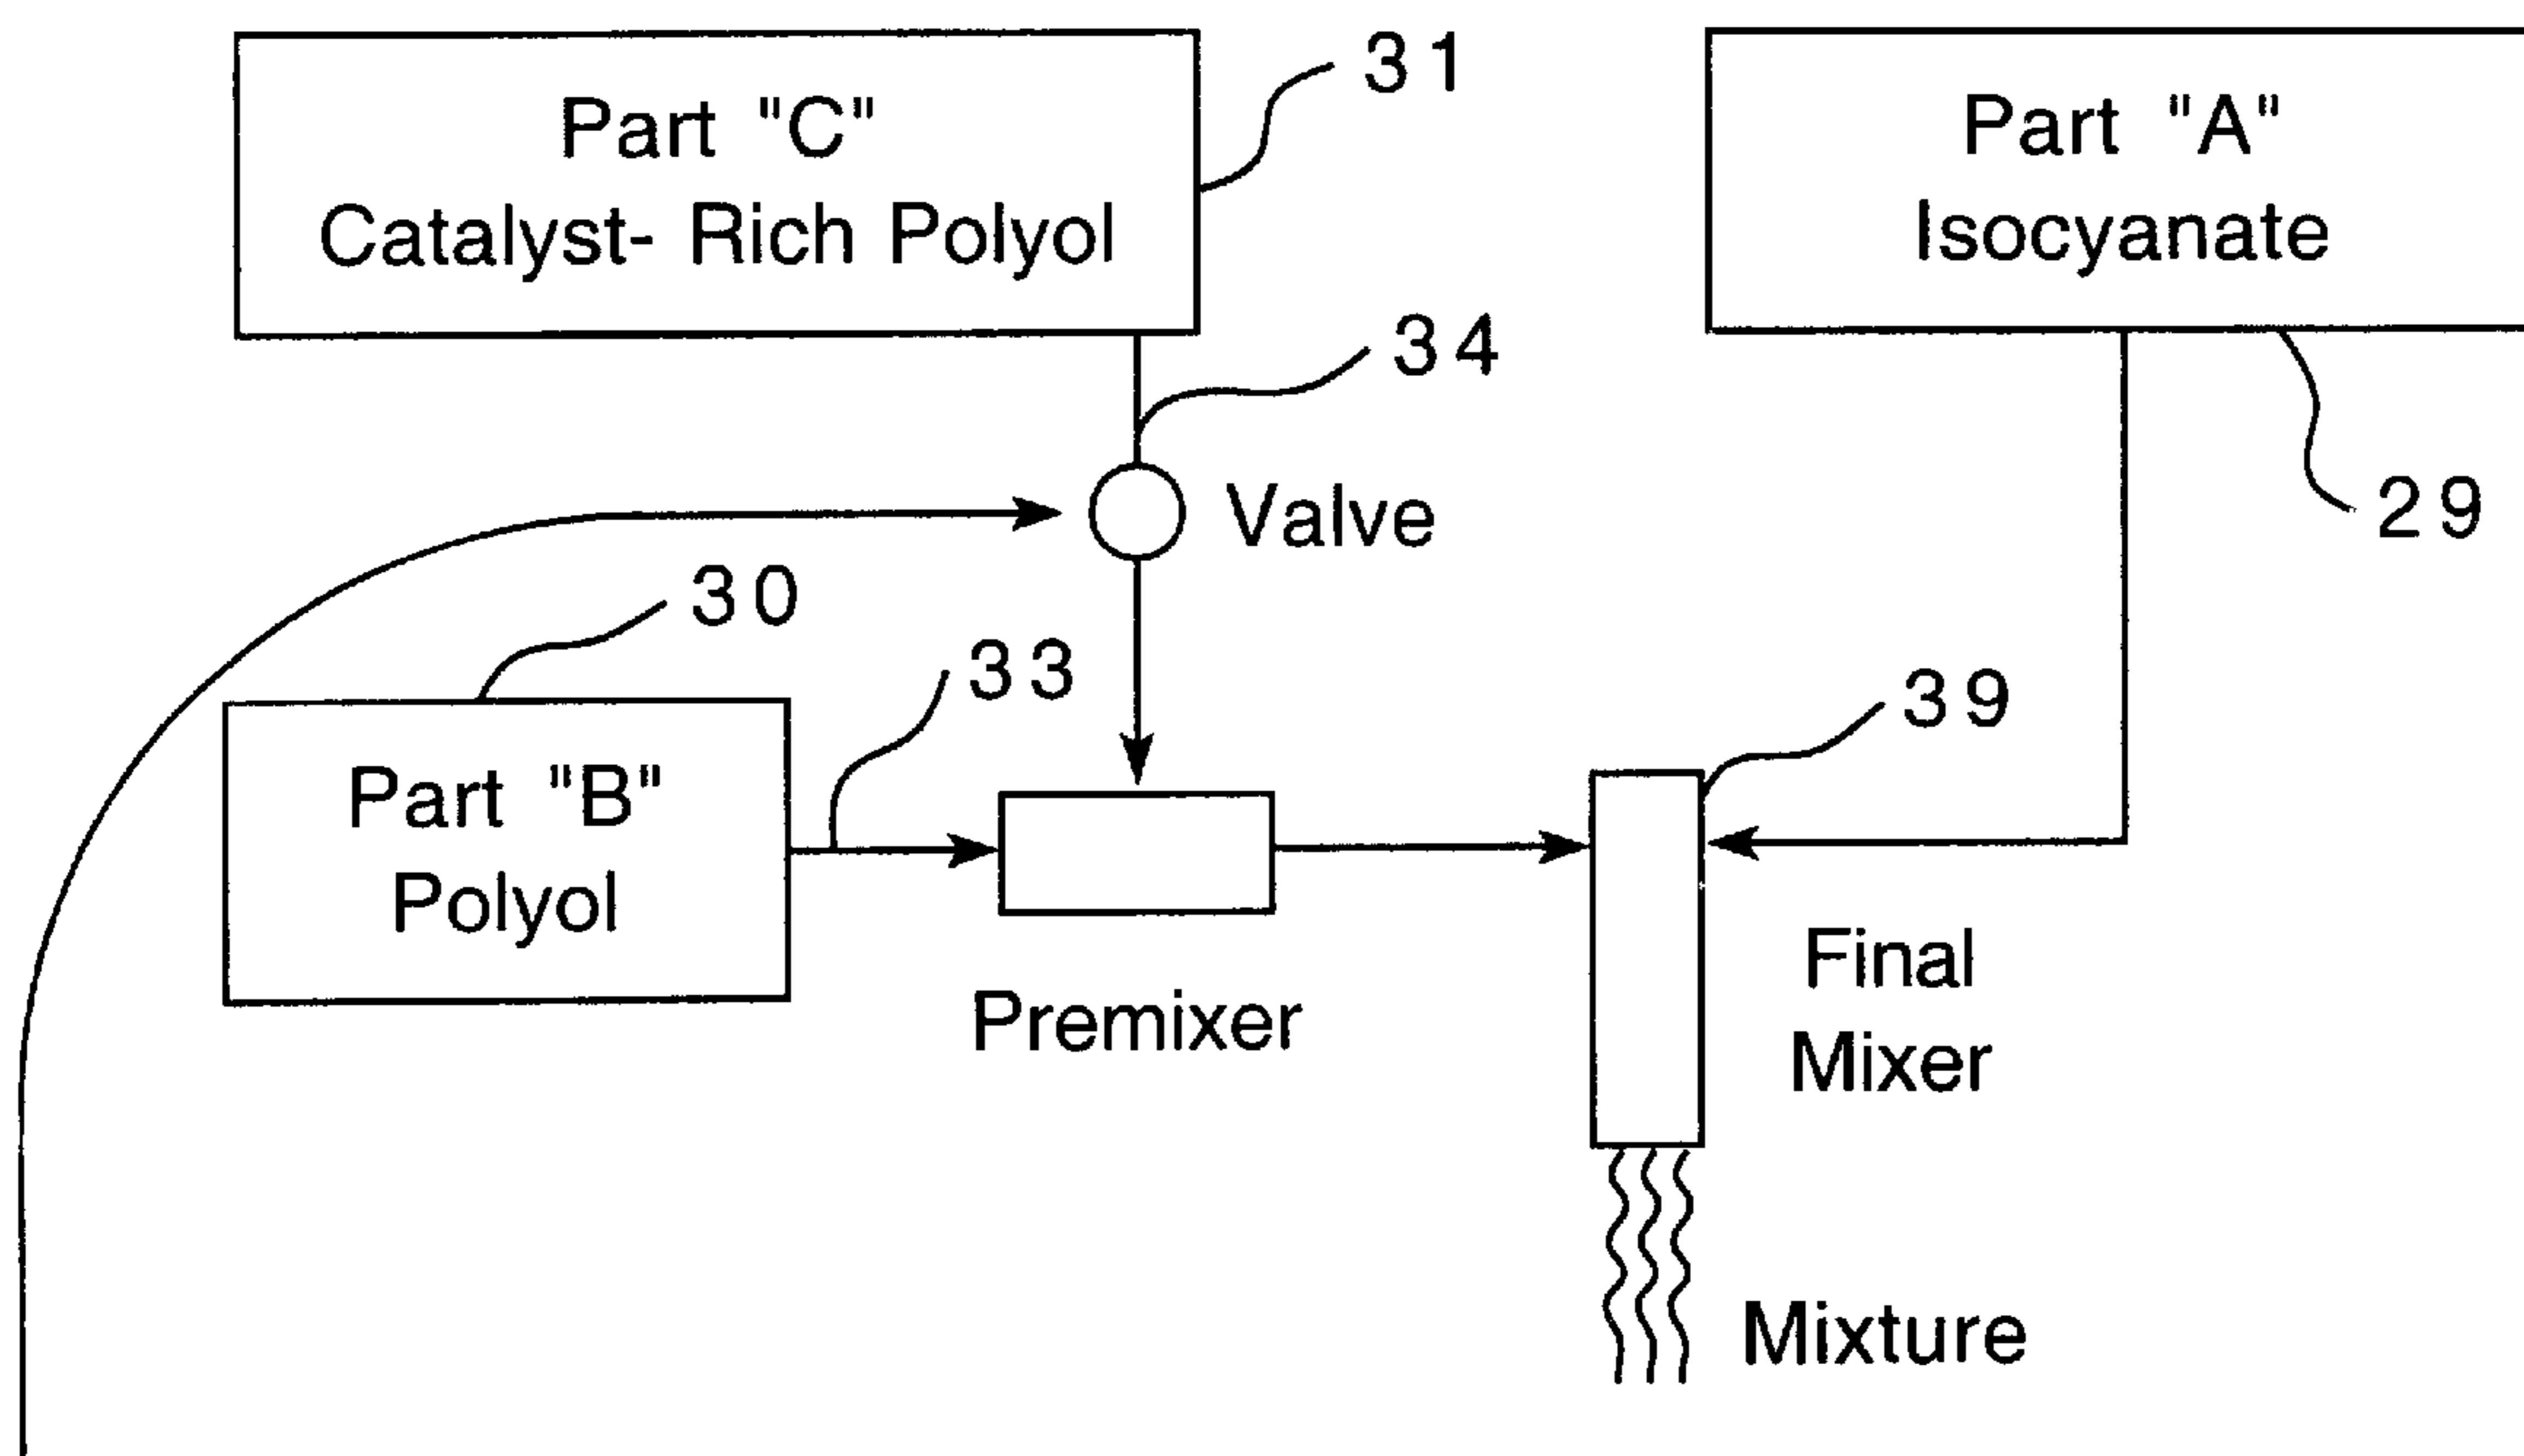 Part "C"
Catalyst- Rich Polyol
31
Part "A"
Isocyanate
34
Valve
29
30
33
Part "B"
Polyol
39
Premixer
Final
Mixer
Mixture